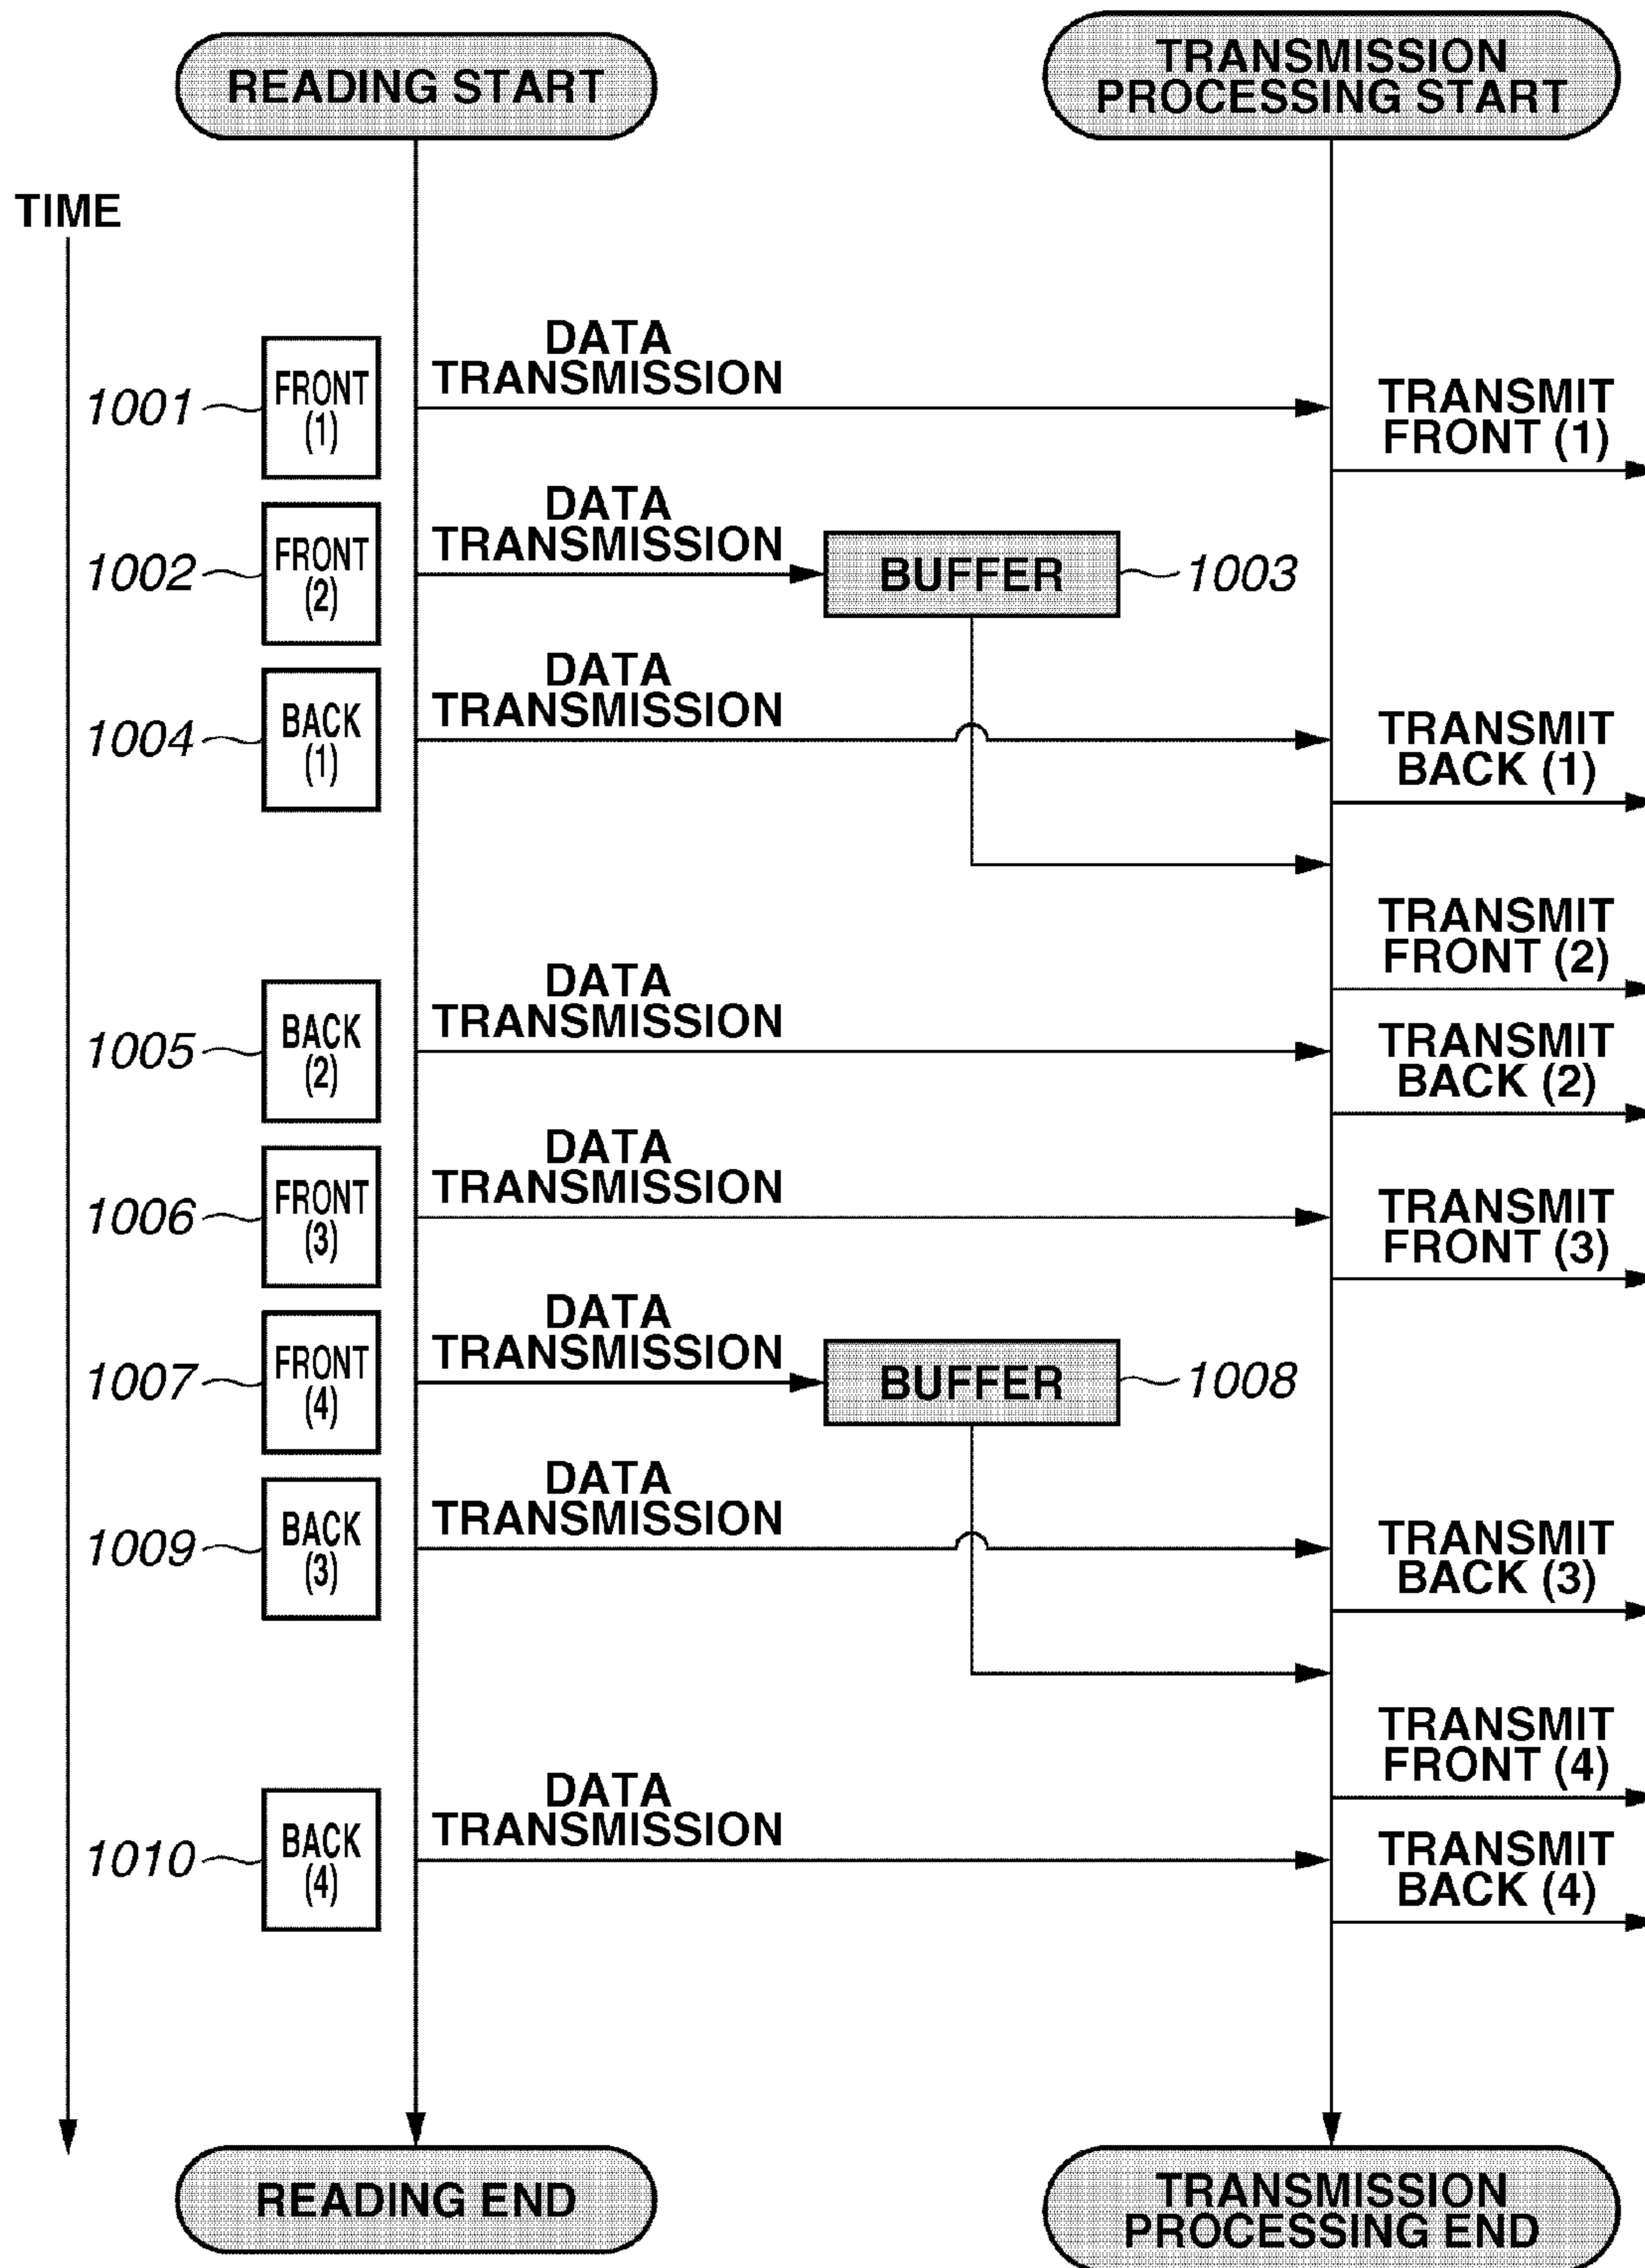 READING START
TRANSMISSION
PROCESSING START
TIME
DATA
TRANSMISSION
1001
FRONT
(1)
TRANSMIT
FRONT (1)
DATA
TRANSMISSION
1002
FRONT
(2)
BUFFER
1003
DATA
TRANSMISSION
1004
BACK
(1)
TRANSMIT
BACK (1)
TRANSMIT
FRONT (2)
DATA
TRANSMISSION
1005
BACK
(2)
TRANSMIT
BACK (2)
DATA
TRANSMISSION
1006
FRONT
(3)
TRANSMIT
FRONT (3)
DATA
TRANSMISSION
1007
FRONT
(4)
BUFFER
1008
DATA
TRANSMISSION
1009
BACK
(3)
TRANSMIT
BACK (3)
TRANSMIT
FRONT (4)
DATA
TRANSMISSION
1010
BACK
(4)
TRANSMIT
BACK (4)
READING END
TRANSMISSION
PROCESSING END